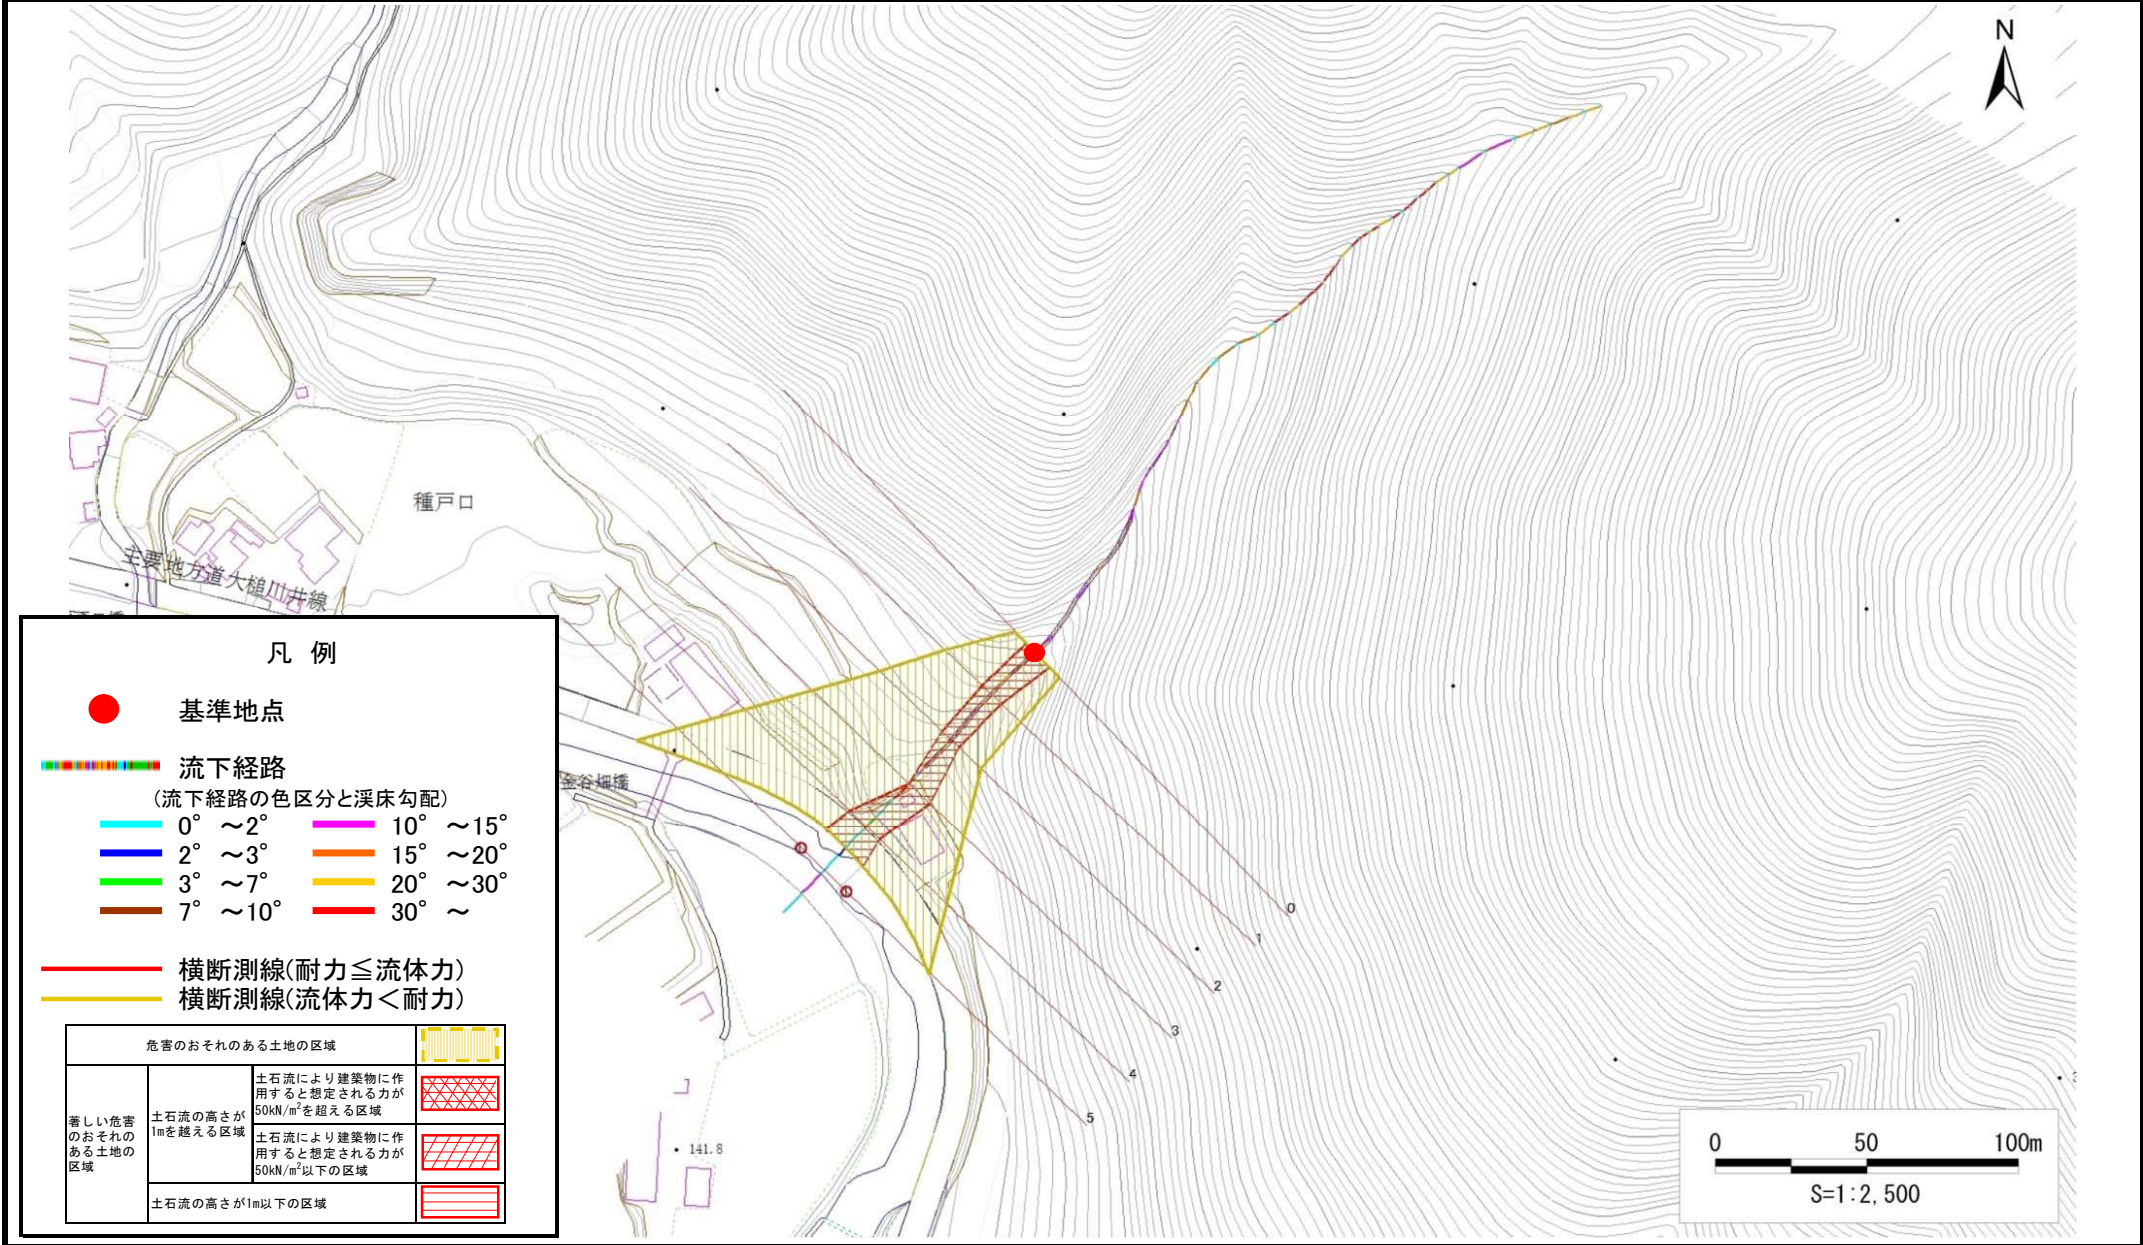 N
種戸口
主要地方道大槌川井線
金谷畑橋
0
1
2
3
4
5
141.8
凡 例
基準地点
流下経路
(流下経路の色区分と渓床勾配)
0° ～2° 10° ～15°
2° ～3° 15° ～20°
3° ～7° 20° ～30°
7° ～10° 30° ～
横断測線(耐力≦流体力)
横断測線(流体力＜耐力)
危害のおそれのある土地の区域
著しい危害
のおそれの
ある土地の
区域
土石流の高さが
1mを越える区域
土石流により建築物に作
用すると想定される力が
50kN/m²を超える区域
土石流により建築物に作
用すると想定される力が
50kN/m²以下の区域
土石流の高さが1m以下の区域
0 50 100m
S=1:2,500